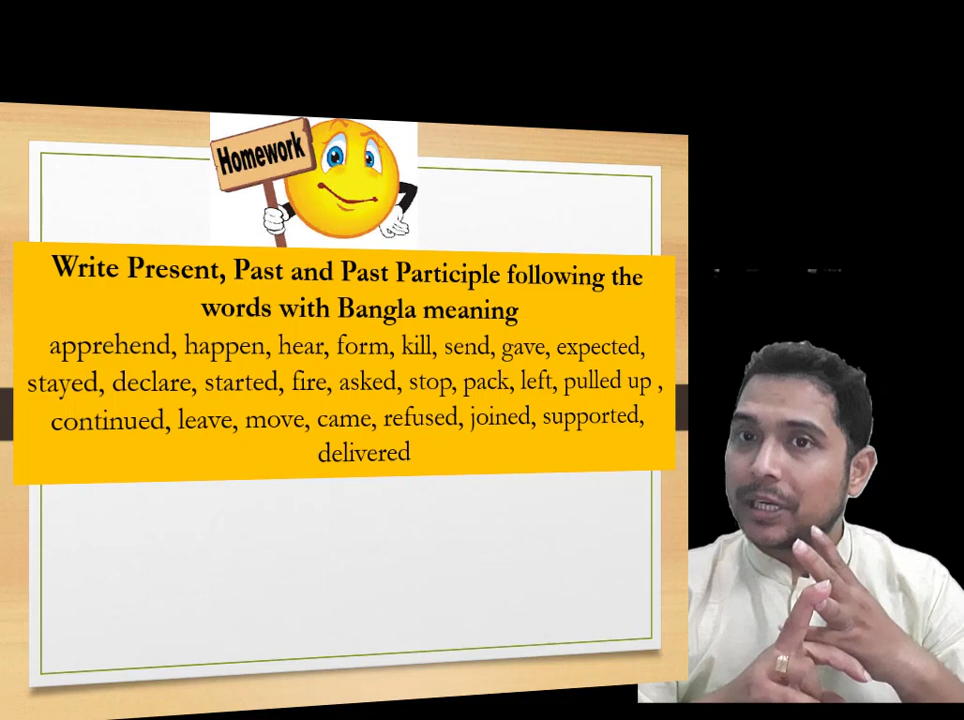 Homework
Write Present, Past and Past Participle following the
words with Bangla meaning
apprehend, happen, hear, form, kill, send, gave, expected,
stayed, declare, started, fire, asked, stop, pack, left, pulled up ,
continued, leave, move, came, refused, joined, supported,
delivered